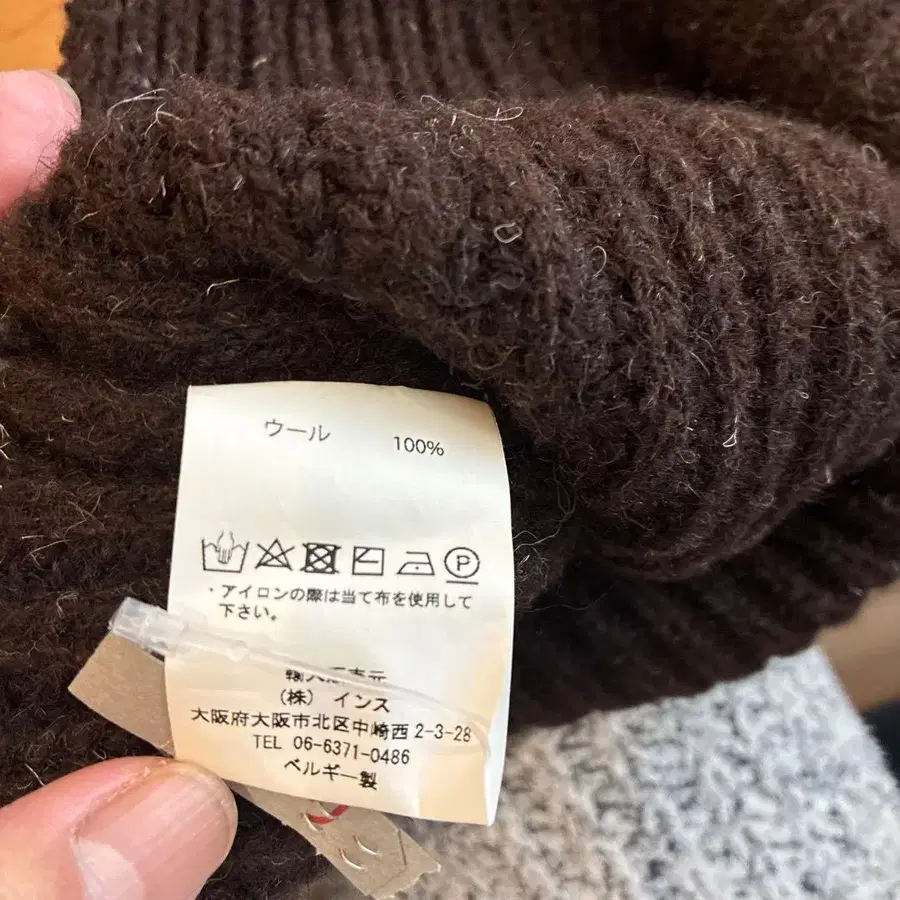 ウール 100%
P
・アイロンの際は当て布を使用して
下さい。
輸入
(株) インス
大阪府大阪市北区中崎西 2-3-28
TEL 06-6371-0486
ベルギー製